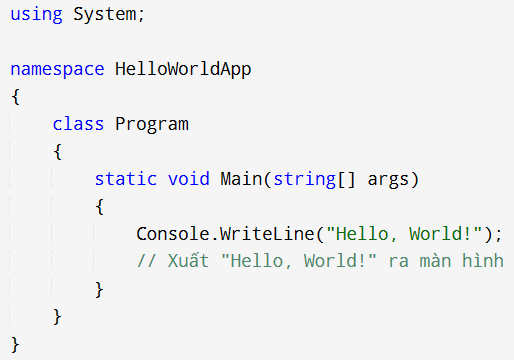 using System;

namespace HelloWorldApp
{
    class Program
    {
        static void Main(string[] args)
        {
            Console.WriteLine("Hello, World!");
            // Xuất "Hello, World!" ra màn hình
        }
    }
}